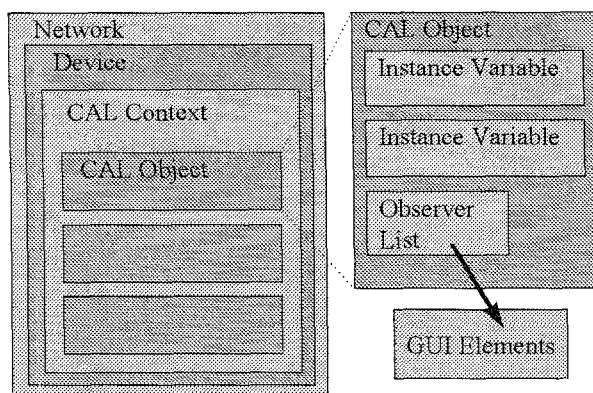 Network
Device
CAL Context
CAL Object
CAL Object
Instance Variable
Instance Variable
Observer
List
GUI Elements